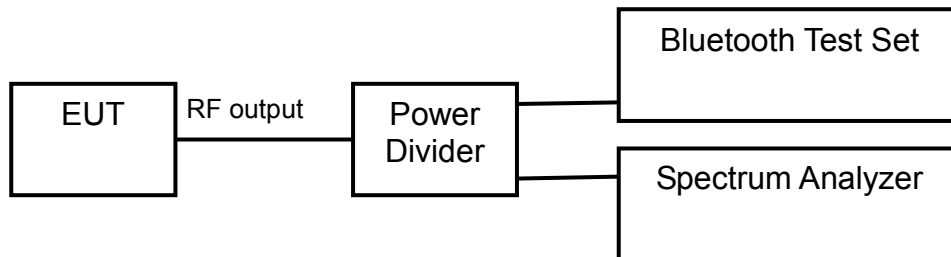 EUT
RF output
Power
Divider
Bluetooth Test Set
Spectrum Analyzer